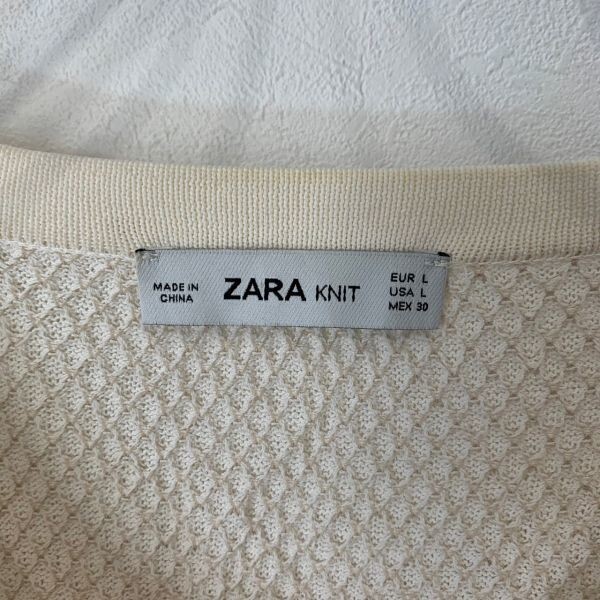 MADE IN
CHINA
ZARA KNIT
EUR L
USA L
MEX 30